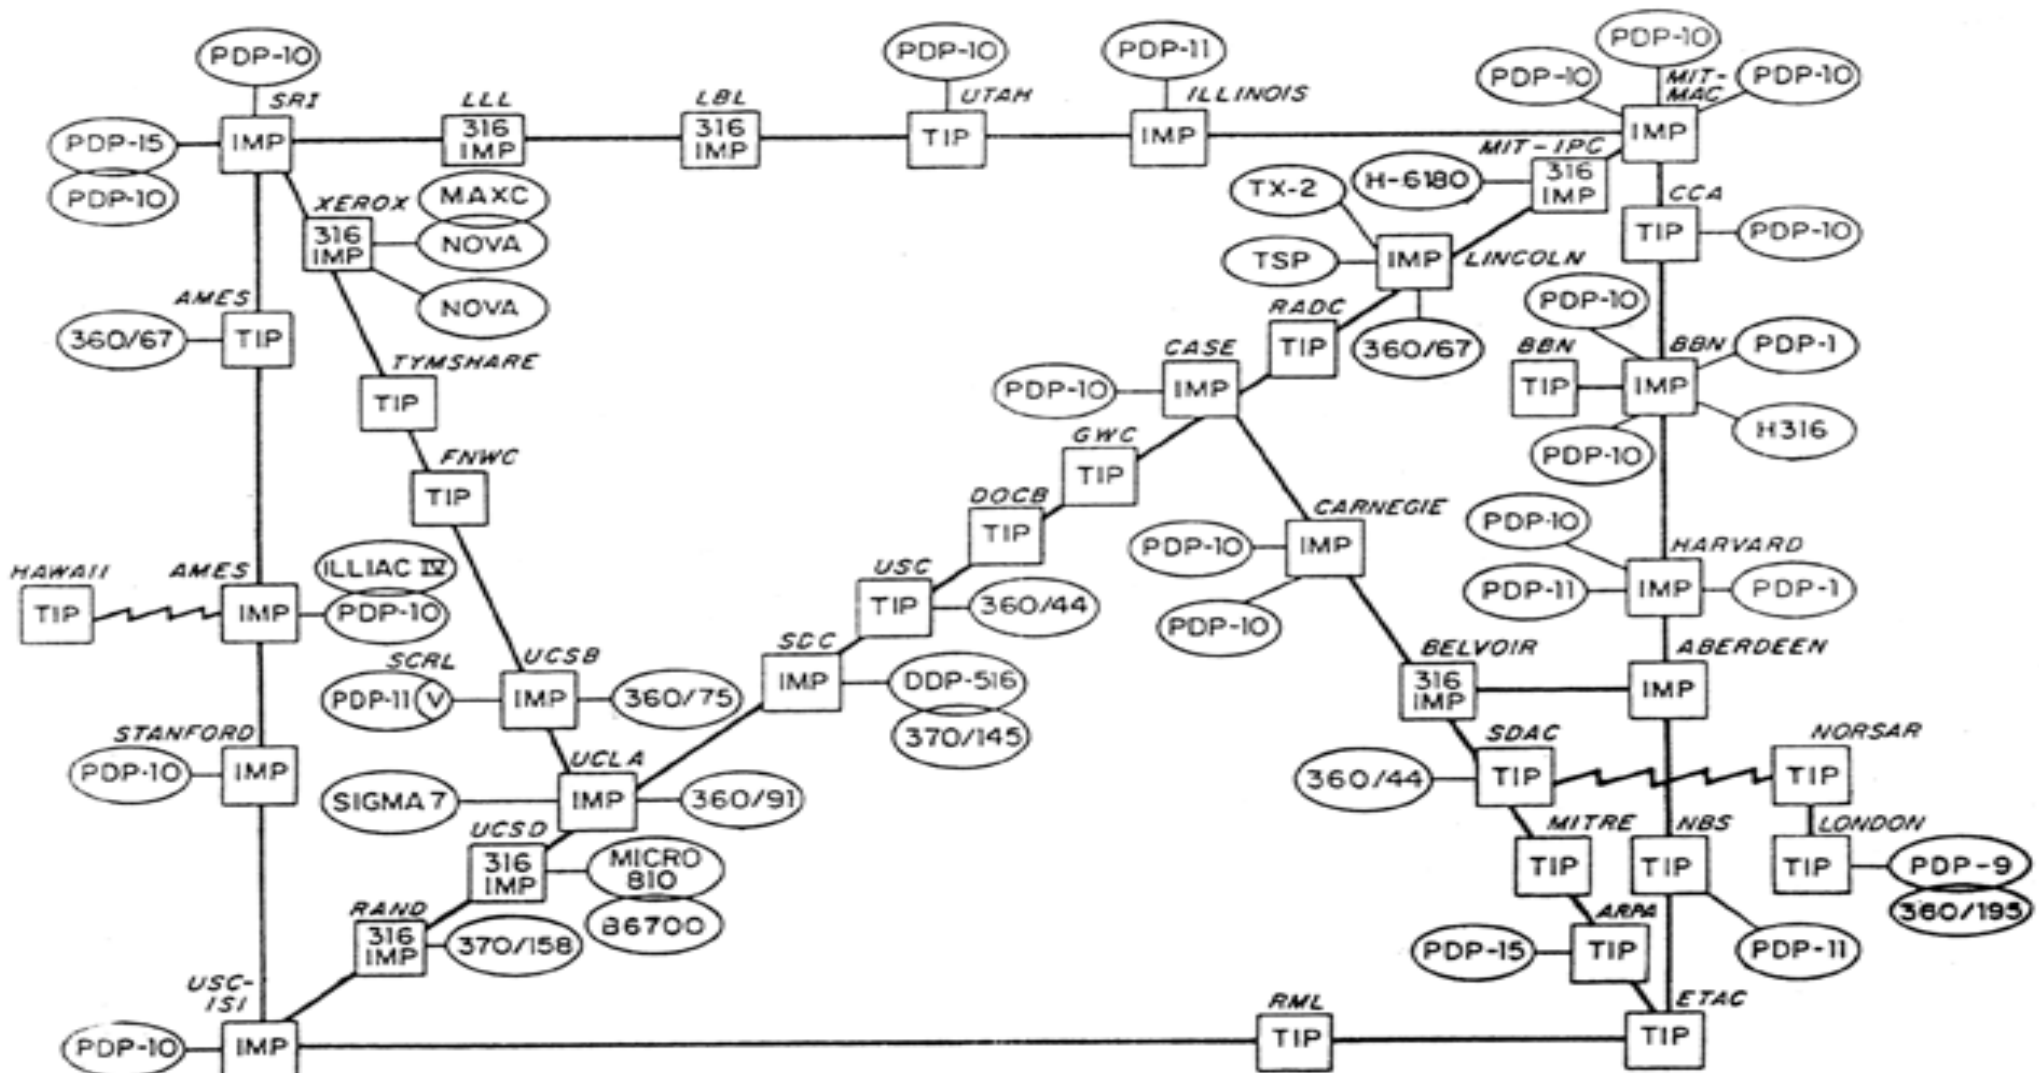 PDP-10
PDP-10
PDP-11
PDP-10
PDP-10
PDP-10
SRI
LLL
LBL
UTAH
ILLINOIS
MIT-
MAC
PDP-15
IMP
316
IMP
316
IMP
TIP
IMP
IMP
PDP-10
MIT-IPC
316
IMP
H-6180
TX-2
XEROX
316
IMP
MAXC
NOVA
NOVA
CCA
TIP
PDP-10
TSP
IMP
LINCOLN
AMES
360/67
TIP
RADC
TIP
360/67
PDP-10
BBN
TIP
BBN
IMP
PDP-1
H316
PDP-10
TYMSHARE
TIP
CASE
PDP-10
IMP
FNWC
TIP
GWC
TIP
DOCB
TIP
CARNEGIE
PDP-10
IMP
PDP-10
PDP-10
HARVARD
PDP-11
IMP
PDP-1
HAWAII
TIP
AMES
IMP
ILLIAC IV
PDP-10
USC
TIP
360/44
SCRL
PDP-11 V
UCSB
IMP
360/75
SDC
IMP
DDP-516
370/145
BELVOIR
316
IMP
ABERDEEN
IMP
STANFORD
PDP-10
IMP
UCLA
SIGMA 7
IMP
360/91
SDAC
360/44
TIP
NORSAR
TIP
UCSD
316
IMP
MICRO
810
B6700
MITRE
TIP
NBS
TIP
LONDON
TIP
PDP-9
360/195
RAND
316
IMP
370/158
ARPA
PDP-15
TIP
PDP-11
USC-
ISI
PDP-10
IMP
RML
TIP
ETAC
TIP